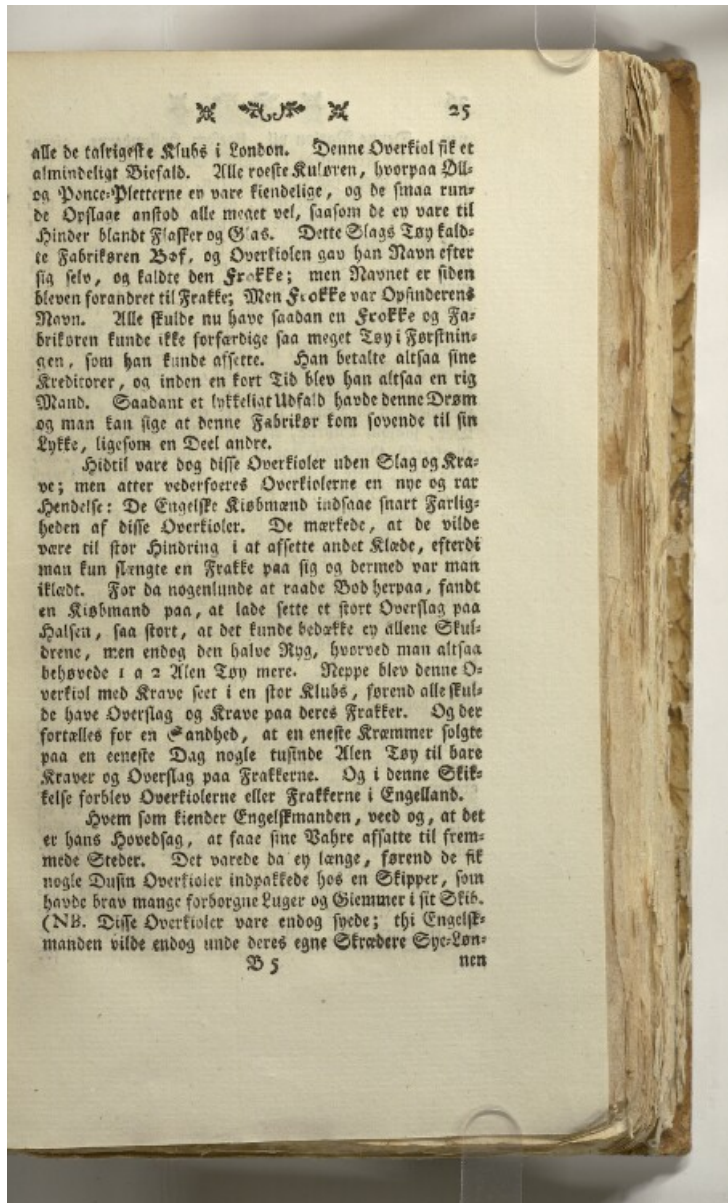 25
alle de talrigeste Klubs i London. Denne Overkiol fik et
almindeligt Biefald. Alle roeste Kuløren, hvorpaa Øll-
og Ponce-Pletterne ey vare kiendelige, og de smaa run-
de Opslage anstod alle meget vel, saasom de ey vare til
Hinder blandt Flasker og Glas. Dette Slags Tøy kald-
te Fabrikøren Bøf, og Overkiolen gav han Navn efter
sig selv, og kaldte den Frokke; men Navnet er siden
bleven forandret til Frakke; Men Frokke var Opfinderens
Navn. Alle skulde nu have saadan en Frokke og Fa-
brikøren kunde ikke forfærdige saa meget Tøy i Førstnin-
gen, som han kunde afsette. Han betalte altsaa sine
Kreditorer, og inden en kort Tid blev han altsaa en rig
Mand. Saadant et lykkeligt Udfald havde denne Drøm
og man kan sige at denne Fabrikør kom sovende til sin
Lykke, ligesom en Deel andre.
Hidtil vare dog disse Overkioler uden Slag og Kra-
ve; men atter vederfoeres Overkiolerne en nye og rar
Hendelse: De Engelske Kiøbmænd indsaae snart Farlig-
heden af disse Overkioler. De mærkede, at de vilde
være til stor Hindring i at afsette andet Klæde, efterdi
man kun slængte en Frakke paa sig og dermed var man
iklædt. For da nogenlunde at raade Bod herpaa, fandt
en Kiøbmand paa, at lade sette et stort Overslag paa
Halsen, saa stort, at det kunde bedække ey allene Skul-
drene, men endog den halve Ryg, hvorved man altsaa
behøvede 1 a 2 Alen Tøy mere. Neppe blev denne O-
verkiol med Krave seet i en stor Klubs, førend alle skul-
de have Overslag og Krave paa deres Frakker. Og der
fortælles for en Sandhed, at en eneste Kræmmer solgte
paa en eeneste Dag nogle tusinde Alen Tøy til bare
Kraver og Overslag paa Frakkerne. Og i denne Skik-
kelse forblev Overkiolerne eller Frakkerne i Engelland.
Hvem som kiender Engelskmanden, veed og, at det
er hans Hovedsag, at faae sine Vahre afsatte til frem-
mede Steder. Det varede da ey længe, førend de fik
nogle Dusin Overkioler indpakkede hos en Skipper, som
havde brav mange forborgne Luger og Giemmer i sit Skib.
(NB. Disse Overkioler vare endog syede; thi Engelsk-
manden vilde endog unde deres egne Skrædere Sye-Løn-
B 5 nen